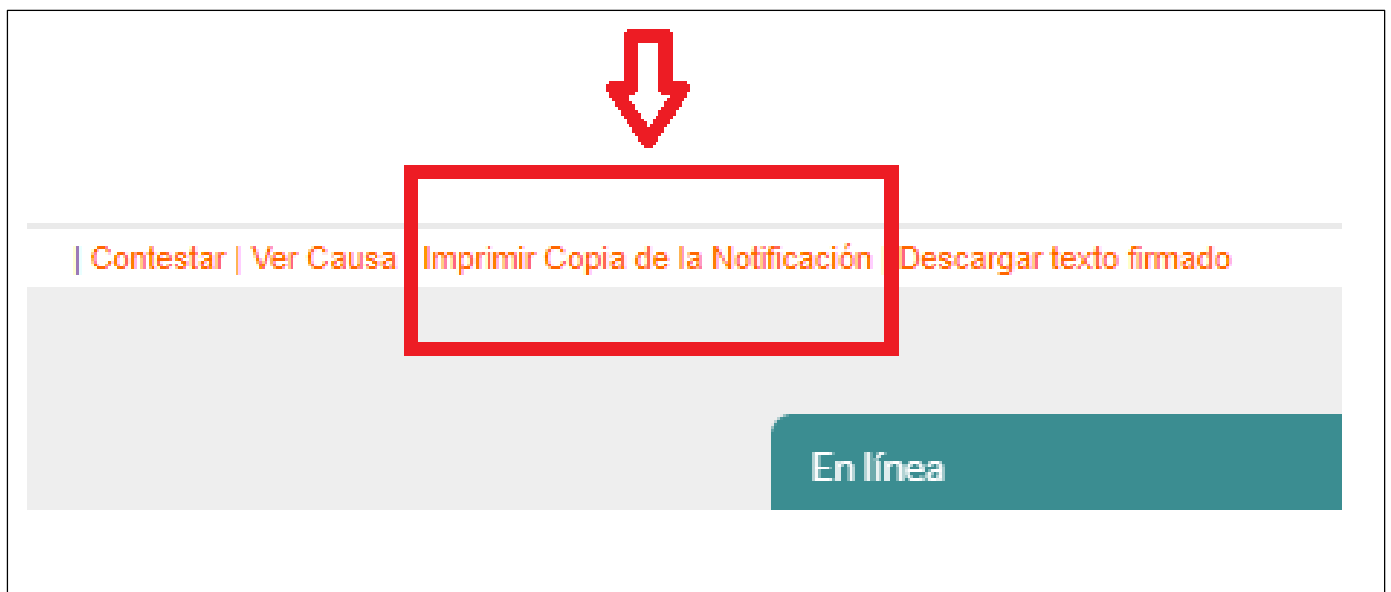 | Contestar | Ver Causa Imprimir Copia de la Notificación Descargar texto firmado
En línea